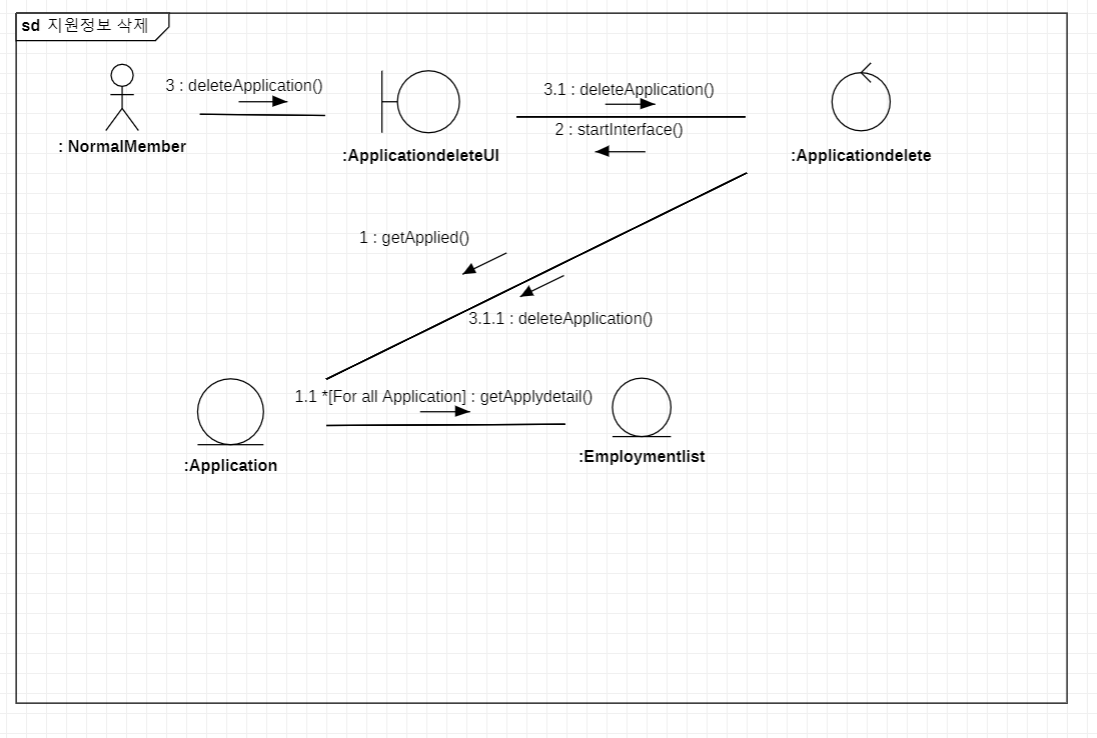 sd 지원정보 삭제
3 : deleteApplication()
3.1 : deleteApplication()
2 : startInterface()
: NormalMember
:ApplicationdeleteUI
:Applicationdelete
1 : getApplied()
3.1.1 : deleteApplication()
1.1 *[For all Application] : getApplydetail()
:Application
:Employmentlist